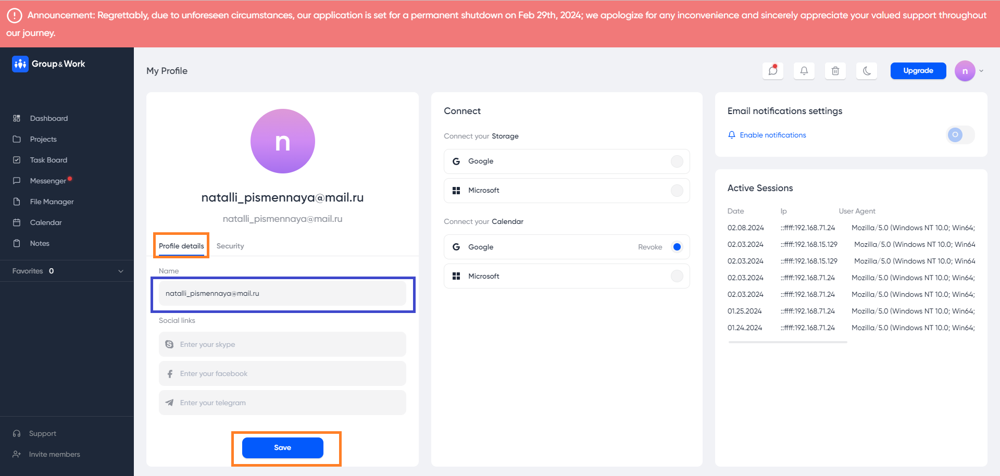 Announcement: Regrettably, due to unforeseen circumstances, our application is set for a permanent shutdown on Feb 29th, 2024; we apologize for any inconvenience and sincerely appreciate your valued support throughout
our journey.
Group&Work
Dashboard
Projects
Task Board
Messenger
File Manager
Calendar
Notes
Favorites 0
Support
Invite members
My Profile
Upgrade
n
n
natalli_pismennaya@mail.ru
natalli_pismennaya@mail.ru
Profile details Security
Name
natalli_pismennaya@mail.ru
Social links
Enter your skype
Enter your facebook
Enter your telegram
Save
Connect
Connect your Storage
Google
Microsoft
Connect your Calendar
Google Revoke
Microsoft
Email notifications settings
Enable notifications
Active Sessions
Date Ip User Agent
02.08.2024 ::ffff:192.168.71.24 Mozilla/5.0 (Windows NT 10.0; Win64;
02.03.2024 ::ffff:192.168.15.129 Mozilla/5.0 (Windows NT 10.0; Win64
02.03.2024 ::ffff:192.168.15.129 Mozilla/5.0 (Windows NT 10.0; Win64
02.03.2024 ::ffff:192.168.71.24 Mozilla/5.0 (Windows NT 10.0; Win64;
02.03.2024 ::ffff:192.168.71.24 Mozilla/5.0 (Windows NT 10.0; Win64;
01.25.2024 ::ffff:192.168.71.24 Mozilla/5.0 (Windows NT 10.0; Win64;
01.24.2024 ::ffff:192.168.71.24 Mozilla/5.0 (Windows NT 10.0; Win64;